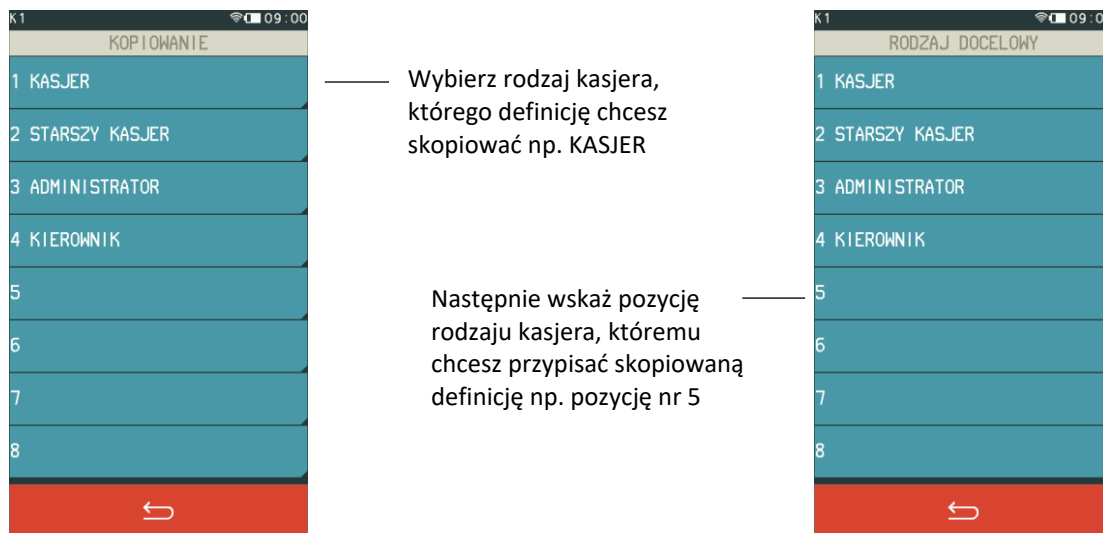 K1 09:00
KOPIOWANIE
1 KASJER
2 STARSZY KASJER
3 ADMINISTRATOR
4 KIEROWNIK
5
6
7
8
Wybierz rodzaj kasjera,
którego definicję chcesz
skopiować np. KASJER
Następnie wskaż pozycję
rodzaju kasjera, któremu
chcesz przypisać skopiowaną
definicję np. pozycję nr 5
K1 09:0
RODZAJ DOCELOWY
1 KASJER
2 STARSZY KASJER
3 ADMINISTRATOR
4 KIEROWNIK
5
6
7
8